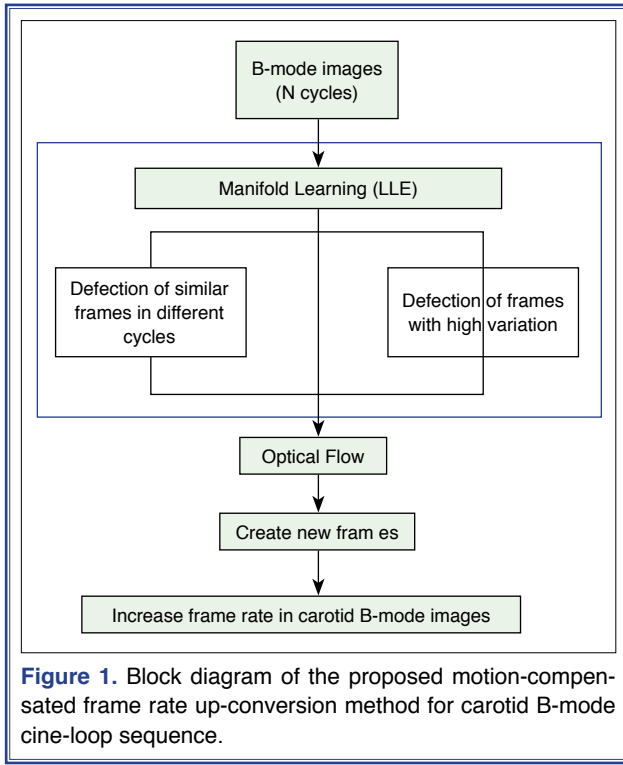 B-mode images
(N cycles)
Manifold Learning (LLE)
Defection of similar
frames in different
cycles
Defection of frames
with high variation
Optical Flow
Create new fram es
Increase frame rate in carotid B-mode images
Figure 1. Block diagram of the proposed motion-compen-
sated frame rate up-conversion method for carotid B-mode
cine-loop sequence.